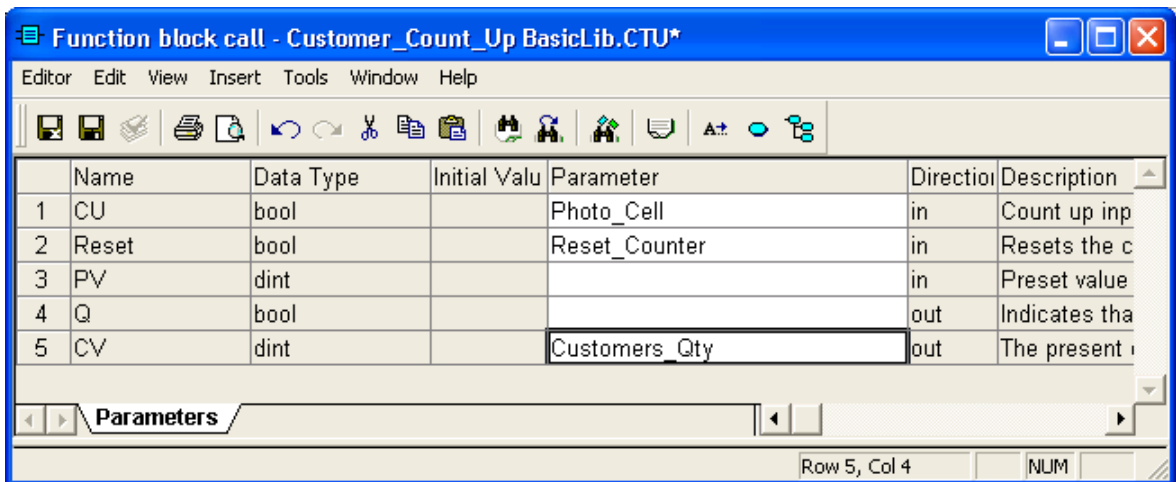 Function block call - Customer_Count_Up BasicLib.CTU*
Editor Edit View Insert Tools Window Help
A±
Name Data Type Initial Valu Parameter Direction Description
1 CU bool Photo_Cell in Count up inp
2 Reset bool Reset_Counter in Resets the c
3 PV dint in Preset value
4 Q bool out Indicates tha
5 CV dint Customers_Qty out The present
Parameters
Row 5, Col 4 NUM